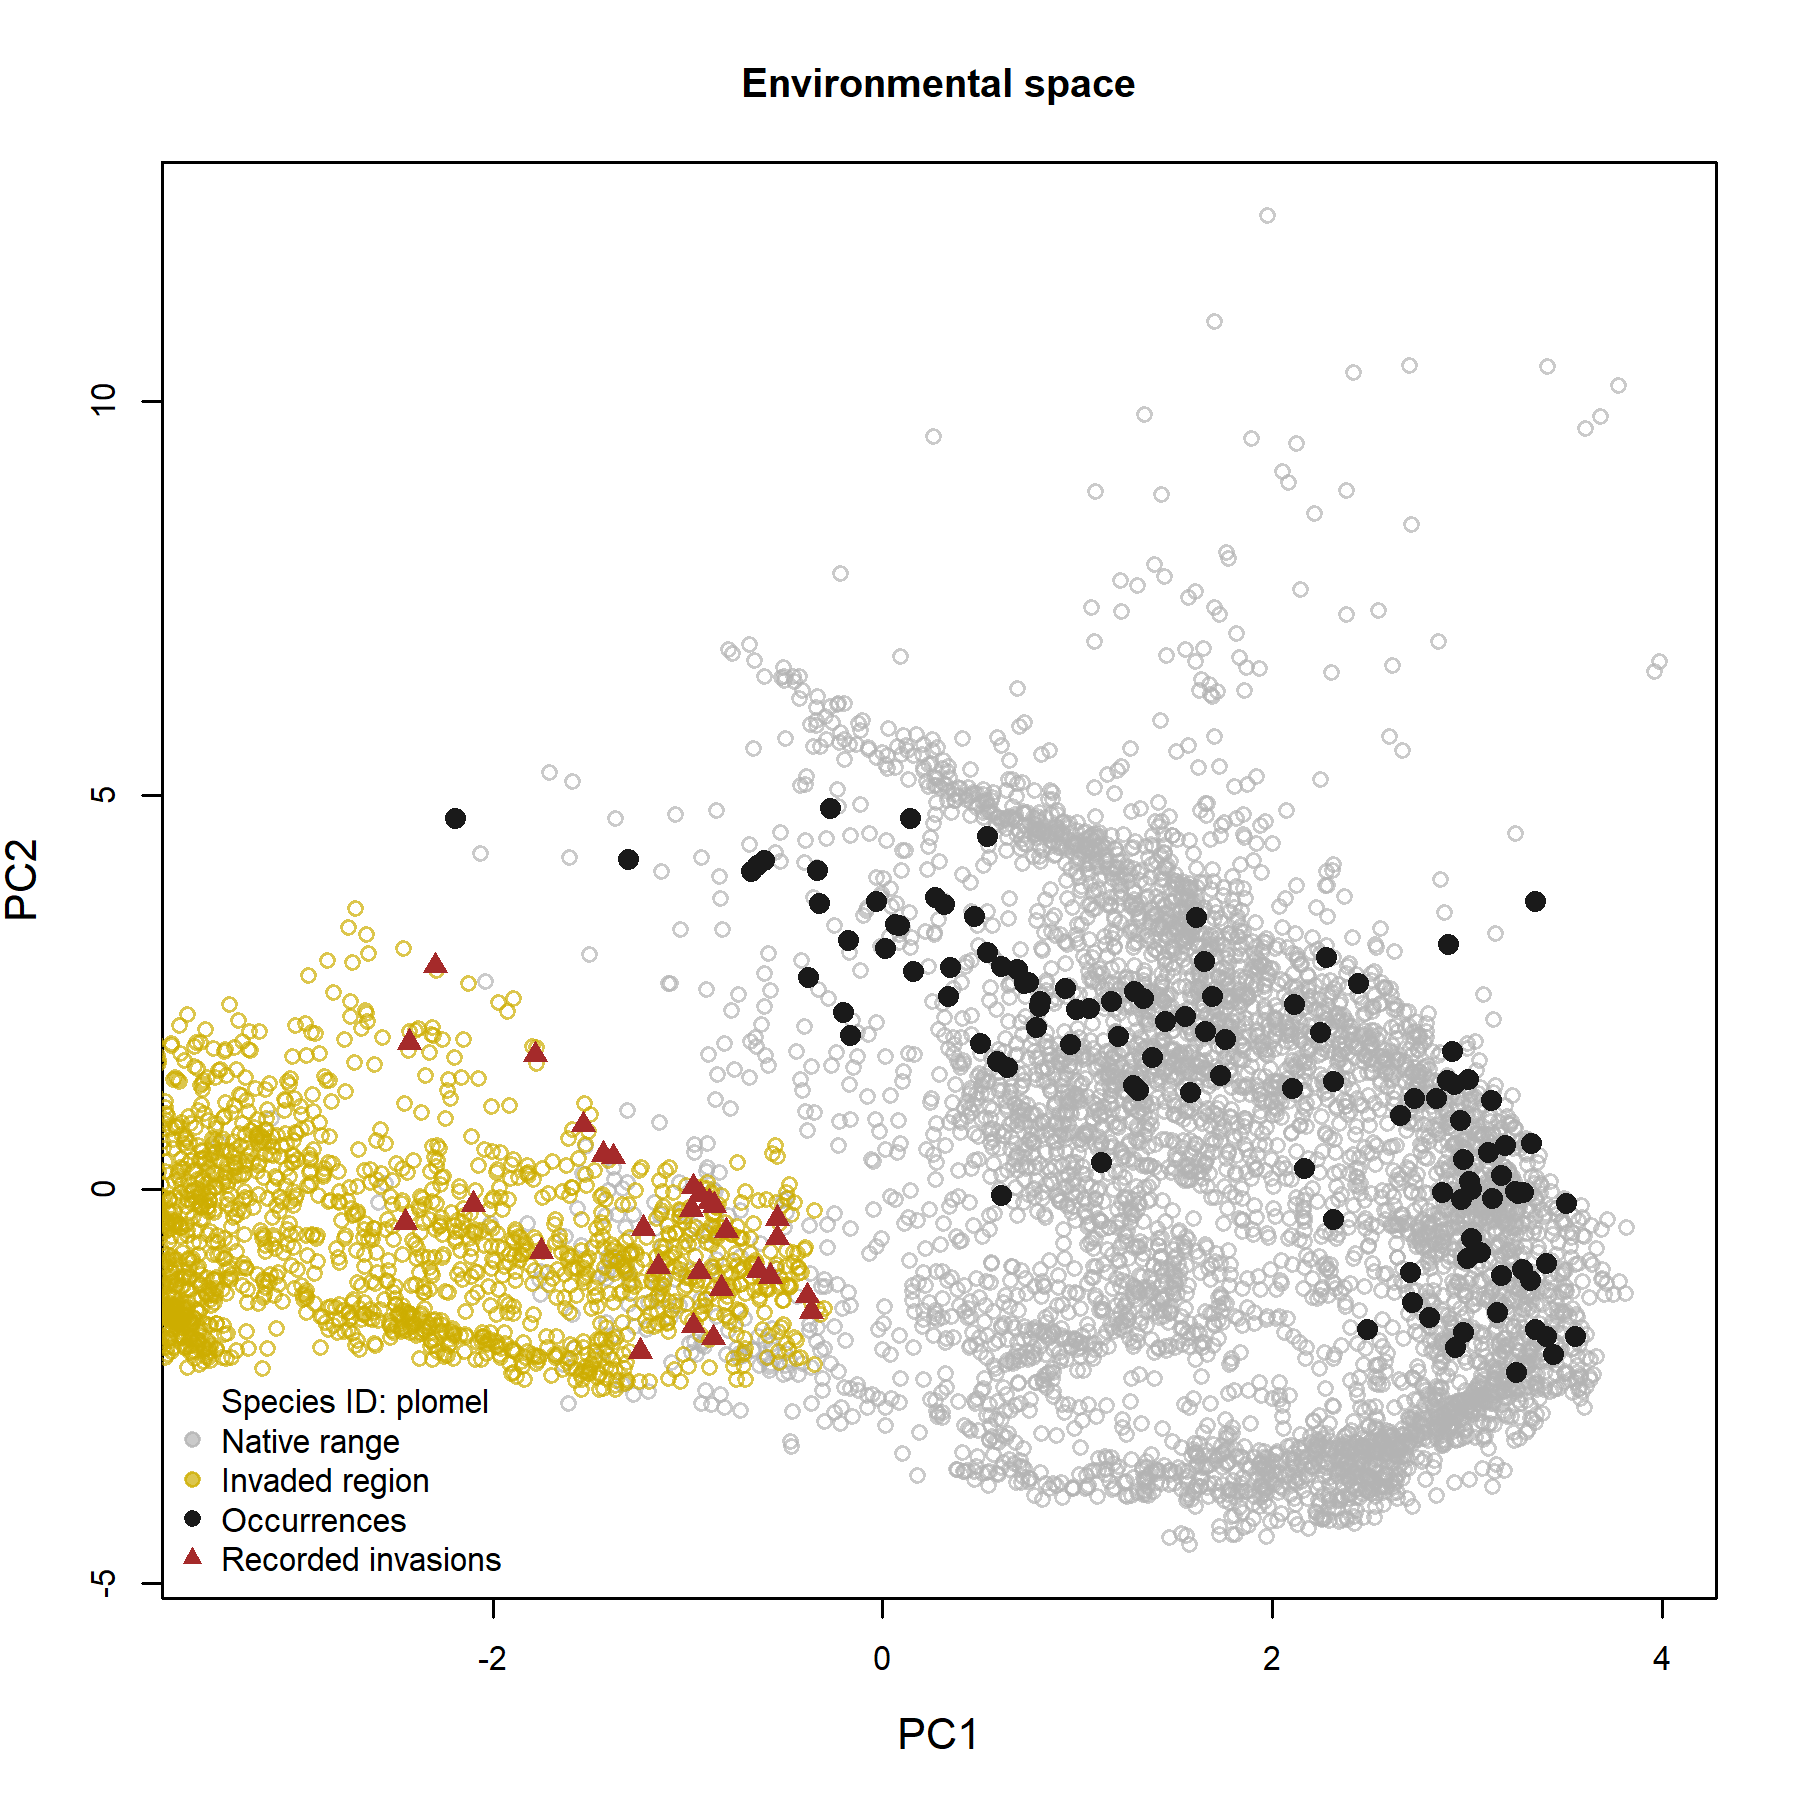 Environmental space
PC2
10
5
0
-5
Species ID: plomel
Native range
Invaded region
Occurrences
Recorded invasions
-2
0
2
4
PC1